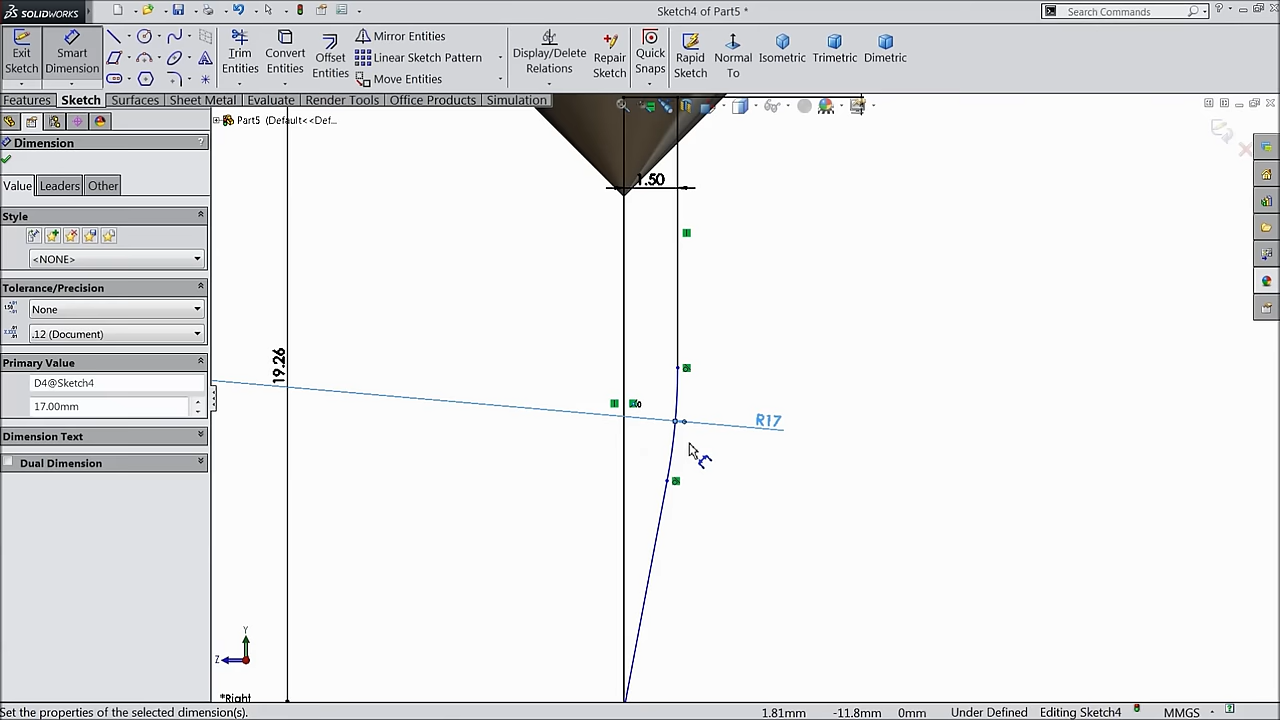 SOLIDWORKS
Sketch4 of Part5 *
Search Commands
Exit Sketch
Smart Dimension
Trim Entities
Convert Entities
Offset Entities
Mirror Entities
Linear Sketch Pattern
Move Entities
Display/Delete Relations
Repair Sketch
Quick Snaps
Rapid Sketch
Normal To
Isometric
Trimetric
Dimetric
Features
Sketch
Surfaces
Sheet Metal
Evaluate
Render Tools
Office Products
Simulation
Part5 (Default<<Def...
Dimension
Value
Leaders
Other
Style
<NONE>
Tolerance/Precision
None
.12 (Document)
Primary Value
D4@Sketch4
17.00mm
Dimension Text
Dual Dimension
1.50
19.26
R17
Y
Z
*Right
Set the properties of the selected dimension(s).
1.81mm
-11.8mm
0mm
Under Defined
Editing Sketch4
MMGS